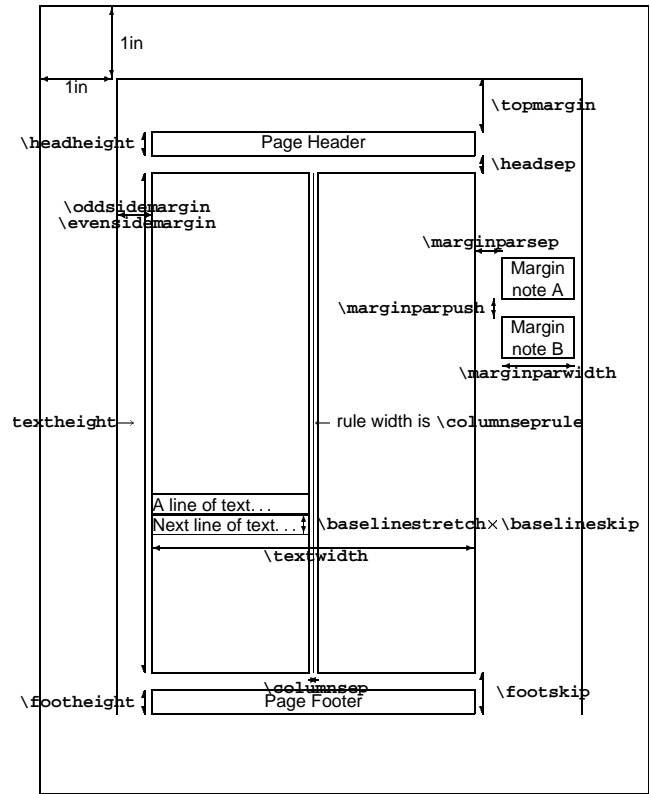 1in
1in
\topmargin
\headheight
Page Header
\headsep
\oddsidemargin
\evensidemargin
\marginparsep
Margin
note A
\marginparpush
Margin
note B
\marginparwidth
textheight
rule width is \columnseprule
A line of text. . .
Next line of text. . .
\baselinestretch×\baselineskip
\textwidth
\columnsep
\footskip
\footheight
Page Footer